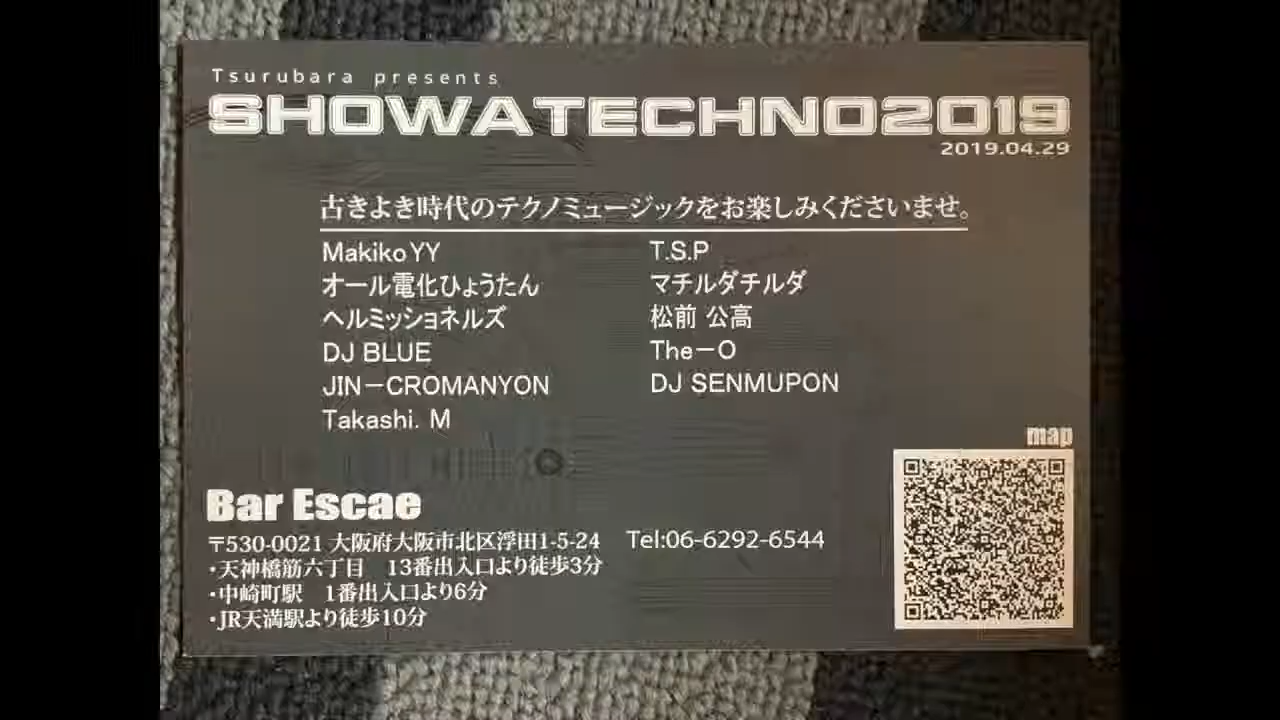 Tsurubara presents
SHOWATECHNO2019
2019.04.29
古きよき時代のテクノミュージックをお楽しみくださいませ。
Makiko YY
オール電化ひょうたん
ヘルミッショネルズ
DJ BLUE
JIN－CROMANYON
Takashi. M
T.S.P
マチルダチルダ
松前 公高
The－O
DJ SENMUPON
map
Bar Escae
〒530-0021 大阪府大阪市北区浮田1-5-24 Tel:06-6292-6544
・天神橋筋六丁目　13番出入口より徒歩3分
・中崎町駅　1番出入口より6分
・JR天満駅より徒歩10分